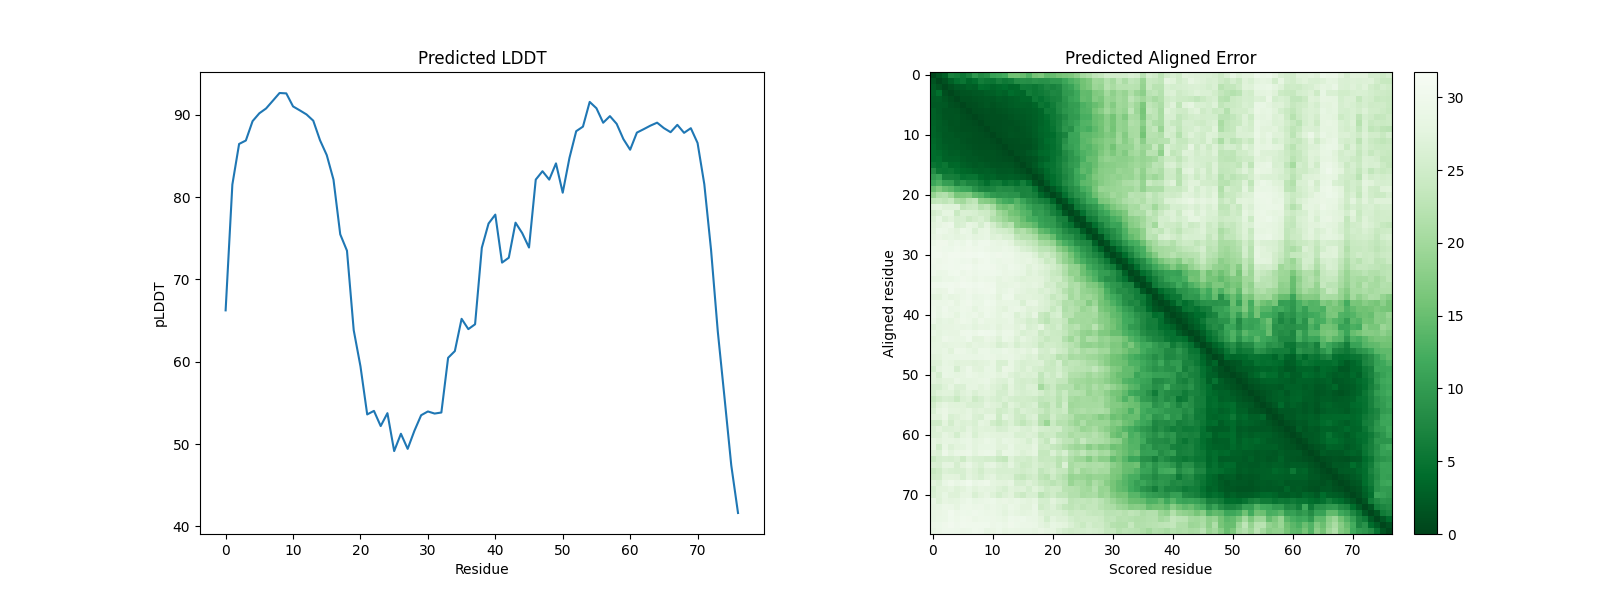 Predicted LDDT
90
80
70
60
50
40
pLDDT
0 10 20 30 40 50 60 70
Residue
Predicted Aligned Error
0
10
20
30
40
50
60
70
Aligned residue
0 10 20 30 40 50 60 70
Scored residue
30
25
20
15
10
5
0